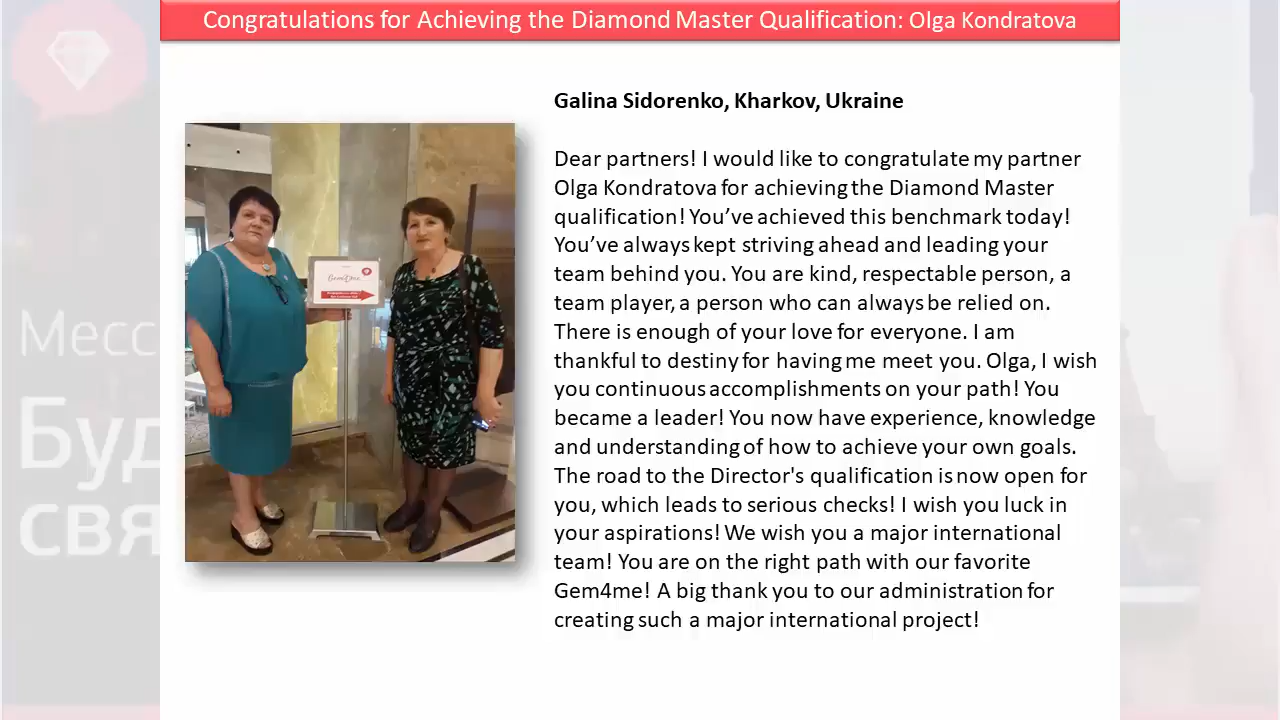 Congratulations for Achieving the Diamond Master Qualification: Olga Kondratova
Galina Sidorenko, Kharkov, Ukraine
Dear partners! I would like to congratulate my partner
Olga Kondratova for achieving the Diamond Master
qualification! You’ve achieved this benchmark today!
You’ve always kept striving ahead and leading your
team behind you. You are kind, respectable person, a
team player, a person who can always be relied on.
There is enough of your love for everyone. I am
thankful to destiny for having me meet you. Olga, I wish
you continuous accomplishments on your path! You
became a leader! You now have experience, knowledge
and understanding of how to achieve your own goals.
The road to the Director's qualification is now open for
you, which leads to serious checks! I wish you luck in
your aspirations! We wish you a major international
team! You are on the right path with our favorite
Gem4me! A big thank you to our administration for
creating such a major international project!
Месс
Буд
свя